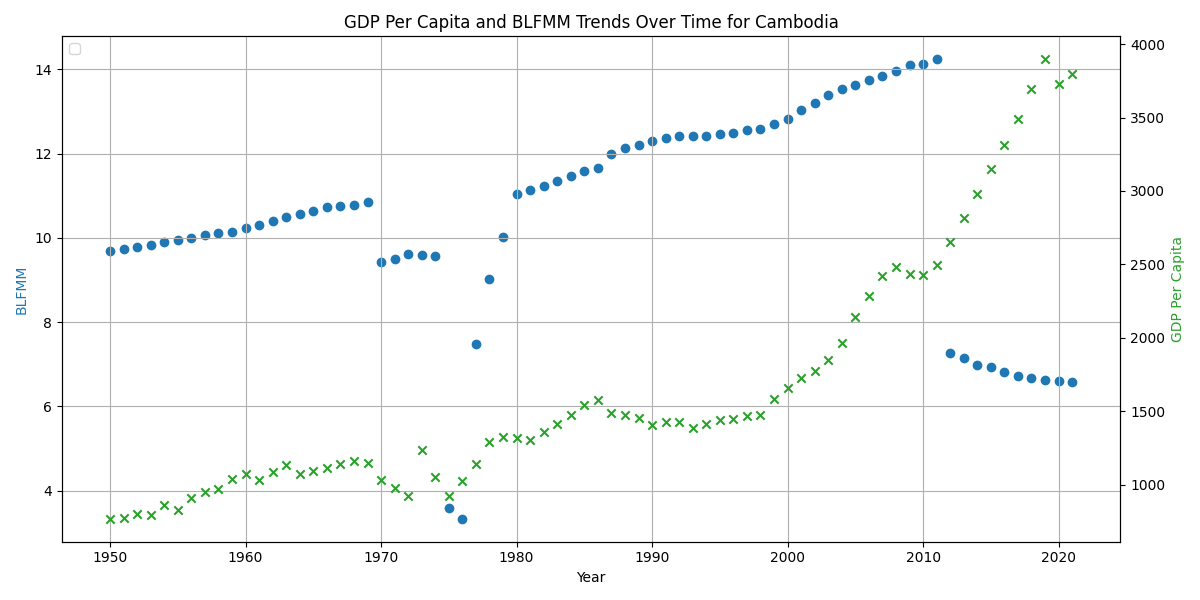 GDP Per Capita and BLFMM Trends Over Time for Cambodia
14
12
10
8
6
4
BLFMM
4000
3500
3000
2500
2000
1500
1000
GDP Per Capita
1950 1960 1970 1980 1990 2000 2010 2020
Year